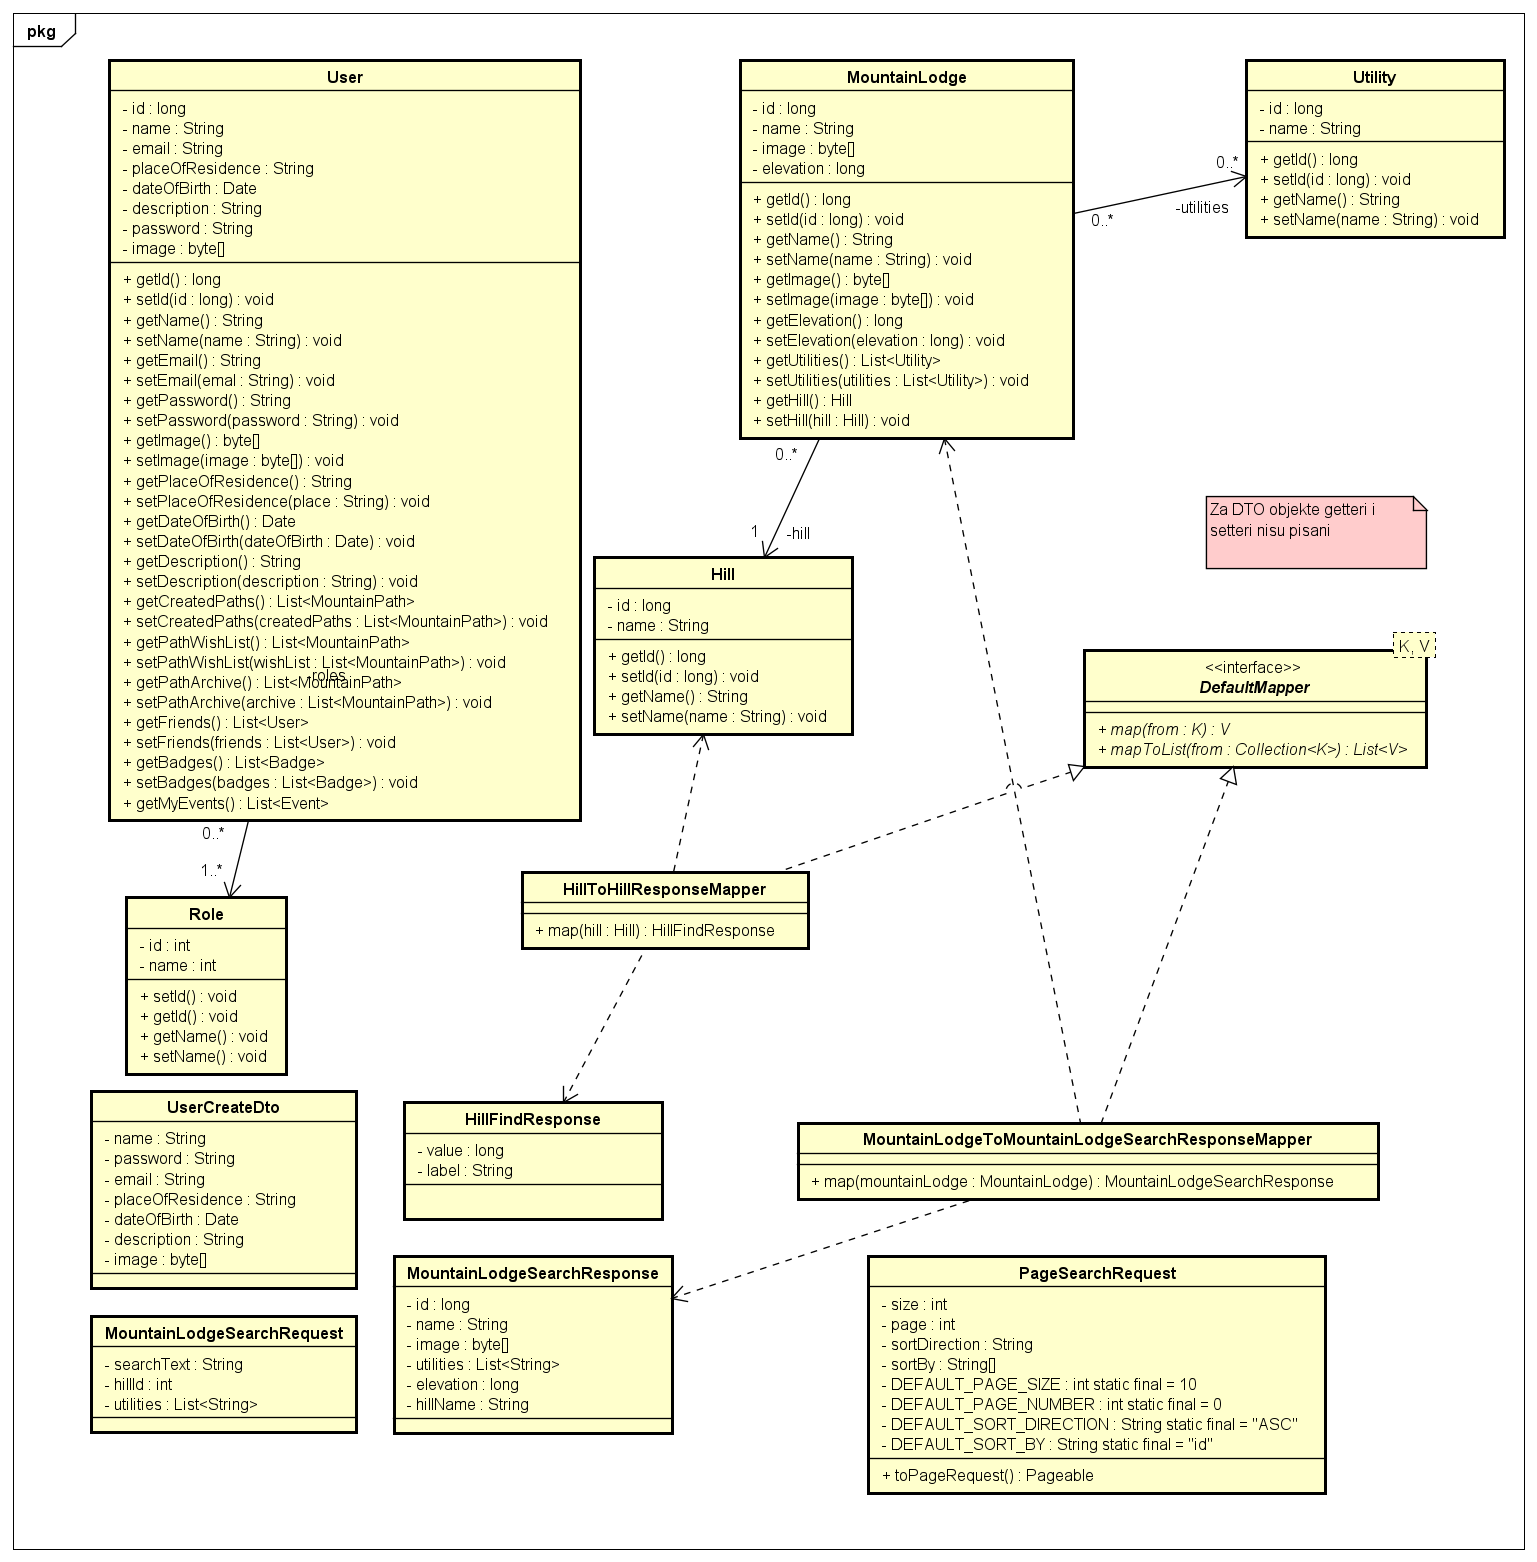 pkg
User
- id : long
- name : String
- email : String
- placeOfResidence : String
- dateOfBirth : Date
- description : String
- password : String
- image : byte[]
+ getId() : long
+ setId(id : long) : void
+ getName() : String
+ setName(name : String) : void
+ getEmail() : String
+ setEmail(emal : String) : void
+ getPassword() : String
+ setPassword(password : String) : void
+ getImage() : byte[]
+ setImage(image : byte[]) : void
+ getPlaceOfResidence() : String
+ setPlaceOfResidence(place : String) : void
+ getDateOfBirth() : Date
+ setDateOfBirth(dateOfBirth : Date) : void
+ getDescription() : String
+ setDescription(description : String) : void
+ getCreatedPaths() : List<MountainPath>
+ setCreatedPaths(createdPaths : List<MountainPath>) : void
+ getPathWishList() : List<MountainPath>
+ setPathWishList(wishList : List<MountainPath>) : void
-roles
+ getPathArchive() : List<MountainPath>
+ setPathArchive(archive : List<MountainPath>) : void
+ getFriends() : List<User>
+ setFriends(friends : List<User>) : void
+ getBadges() : List<Badge>
+ setBadges(badges : List<Badge>) : void
+ getMyEvents() : List<Event>
0..*
1..*
MountainLodge
- id : long
- name : String
- image : byte[]
- elevation : long
+ getId() : long
+ setId(id : long) : void
+ getName() : String
+ setName(name : String) : void
+ getImage() : byte[]
+ setImage(image : byte[]) : void
+ getElevation() : long
+ setElevation(elevation : long) : void
+ getUtilities() : List<Utility>
+ setUtilities(utilities : List<Utility>) : void
+ getHill() : Hill
+ setHill(hill : Hill) : void
0..*
0..*
-utilities
Utility
- id : long
- name : String
+ getId() : long
+ setId(id : long) : void
+ getName() : String
+ setName(name : String) : void
0..*
1
-hill
Za DTO objekte getteri i
setteri nisu pisani
Hill
- id : long
- name : String
+ getId() : long
+ setId(id : long) : void
+ getName() : String
+ setName(name : String) : void
K, V
<<interface>>
DefaultMapper
+ map(from : K) : V
+ mapToList(from : Collection<K>) : List<V>
HillToHillResponseMapper
+ map(hill : Hill) : HillFindResponse
Role
- id : int
- name : int
+ setId() : void
+ getId() : void
+ getName() : void
+ setName() : void
UserCreateDto
- name : String
- password : String
- email : String
- placeOfResidence : String
- dateOfBirth : Date
- description : String
- image : byte[]
HillFindResponse
- value : long
- label : String
MountainLodgeToMountainLodgeSearchResponseMapper
+ map(mountainLodge : MountainLodge) : MountainLodgeSearchResponse
MountainLodgeSearchRequest
- searchText : String
- hillId : int
- utilities : List<String>
MountainLodgeSearchResponse
- id : long
- name : String
- image : byte[]
- utilities : List<String>
- elevation : long
- hillName : String
PageSearchRequest
- size : int
- page : int
- sortDirection : String
- sortBy : String[]
- DEFAULT_PAGE_SIZE : int static final = 10
- DEFAULT_PAGE_NUMBER : int static final = 0
- DEFAULT_SORT_DIRECTION : String static final = "ASC"
- DEFAULT_SORT_BY : String static final = "id"
+ toPageRequest() : Pageable